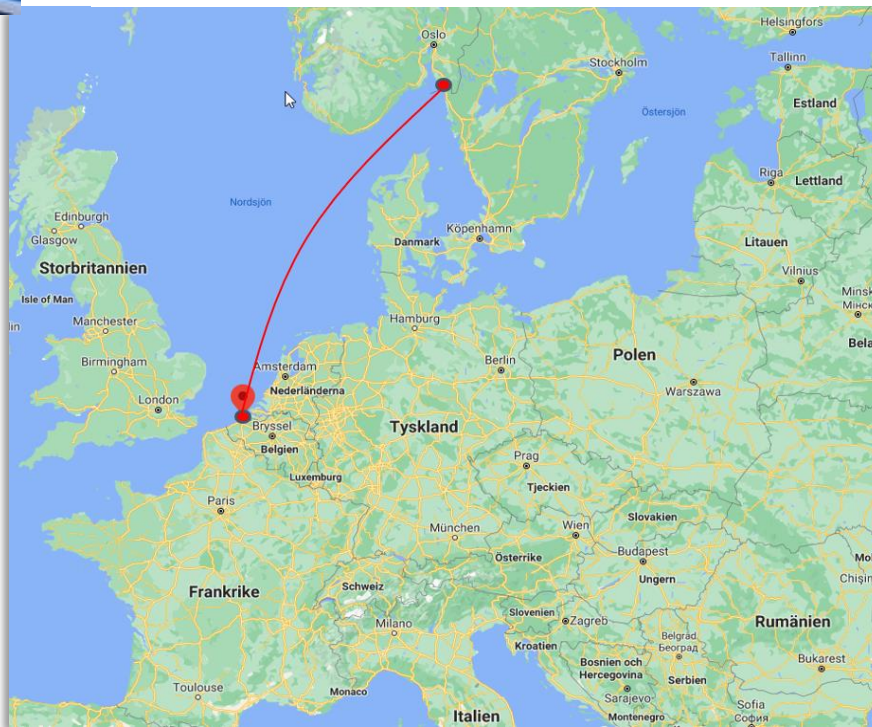 Helsingfors
Oslo
Tallinn
Stockholm
Estland
Östersjön
Riga
Lettland
Nordsjön
Edinburgh
Köpenhamn
Glasgow
Danmark
Litauen
Storbritannien
Vilnius
Isle of Man
Minsk
Мінск
Hamburg
Manchester
lin
Bela
Polen
Birmingham
Amsterdam
Berlin
Nederländerna
Warszawa
London
Bryssel
Tyskland
Belgien
Prag
Luxemburg
Tjeckien
Paris
Slovakien
München
Wien
Budapest
Österrike
Mol
Ungern
Chişin
Schweiz
Frankrike
Slovenien
Milano
Zagreb
Rumänien
Kroatien
Belgrad
Београд
Bosnien och
Hercegovina
Bukarest
Serbien
Toulouse
Monaco
Sarajevo
Sofia
София
Italien
Montenegro